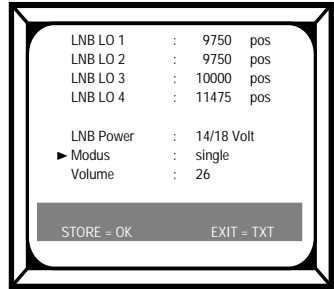 LNB LO 1 : 9750 pos
LNB LO 2 : 9750 pos
LNB LO 3 : 10000 pos
LNB LO 4 : 11475 pos
LNB Power : 14/18 Volt
► Modus : single
Volume : 26
STORE = OK EXIT = TXT